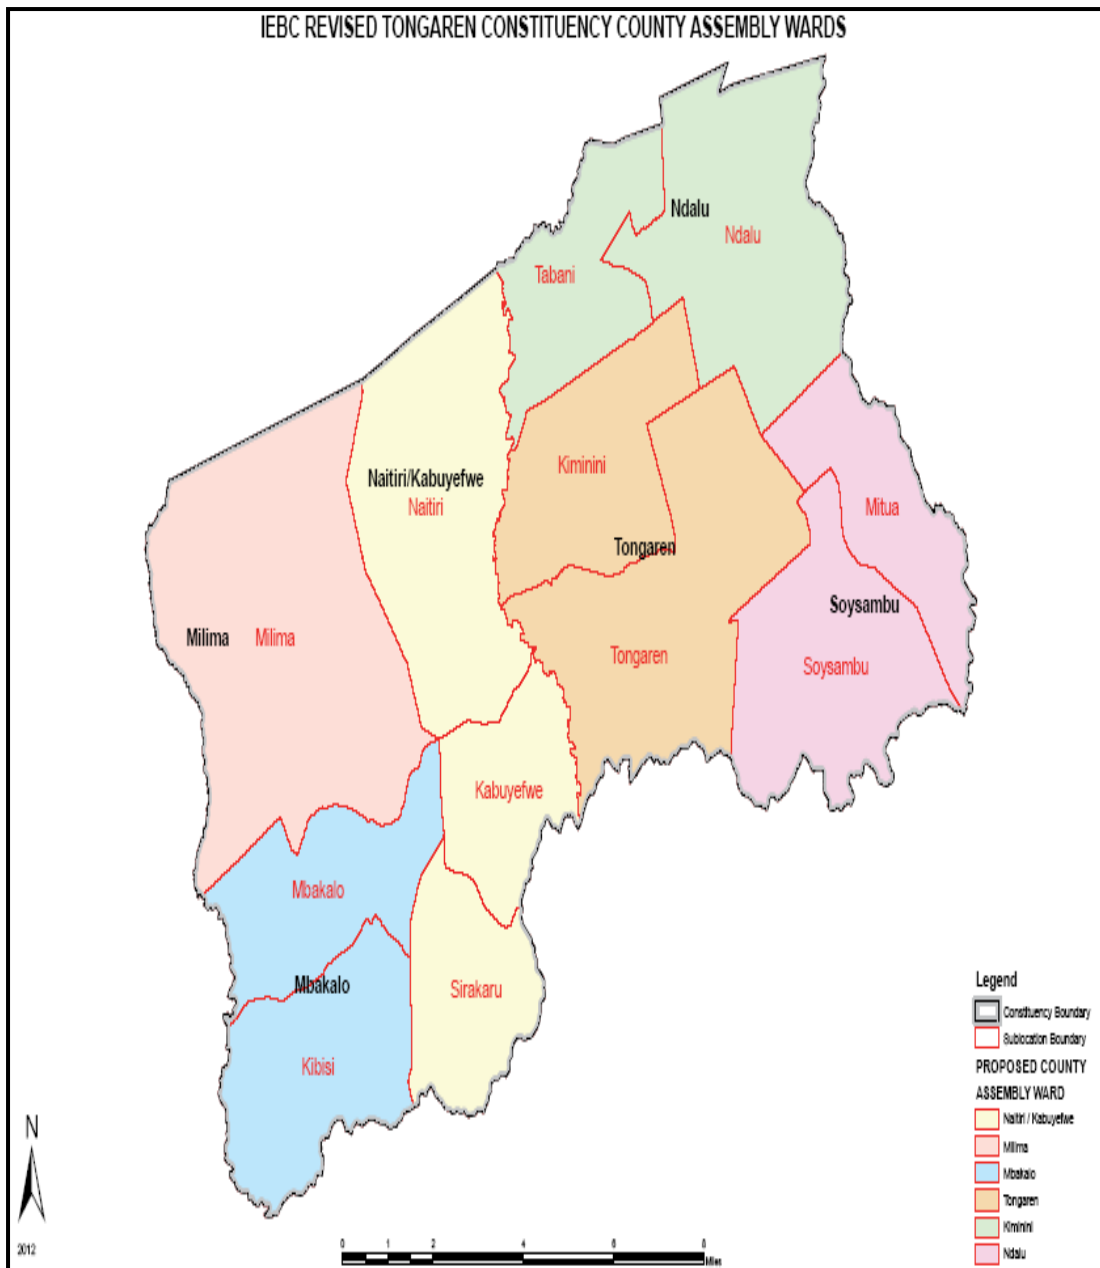 IEBC REVISED TONGAREN CONSTITUENCY COUNTY ASSEMBLY WARDS
Ndalu
Ndalu
Tabani
Kiminini
Naitiri/Kabuyefwe
Naitiri
Mitua
Tongaren
Soysambu
Milima Milima
Tongaren
Soysambu
Kabuyefwe
Mbakalo
Mbakalo
Sirakaru
Kibisi
Legend
Constituency Boundary
Sublocation Boundary
PROPOSED COUNTY
ASSEMBLY WARD
Naitiri / Kabuyefwe
Milima
Mbakalo
Tongaren
Kiminini
Ndalu
N
2012
0 1 2 4 6 8
Miles